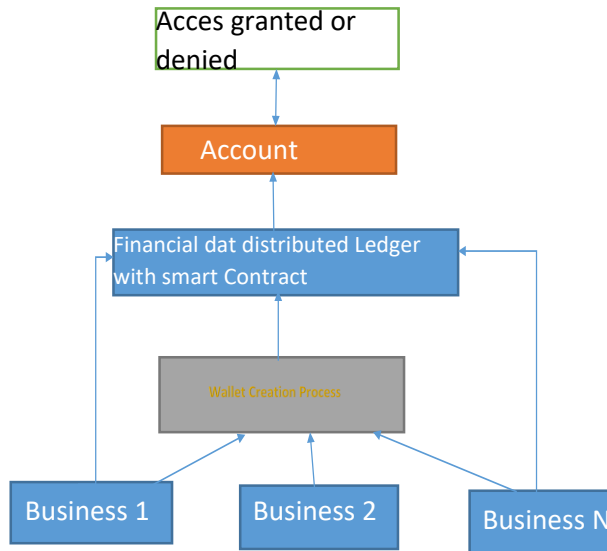 Acces granted or
denied
Account
Financial dat distributed Ledger
with smart Contract
Wallet Creation Process
Business 1
Business 2
Business N